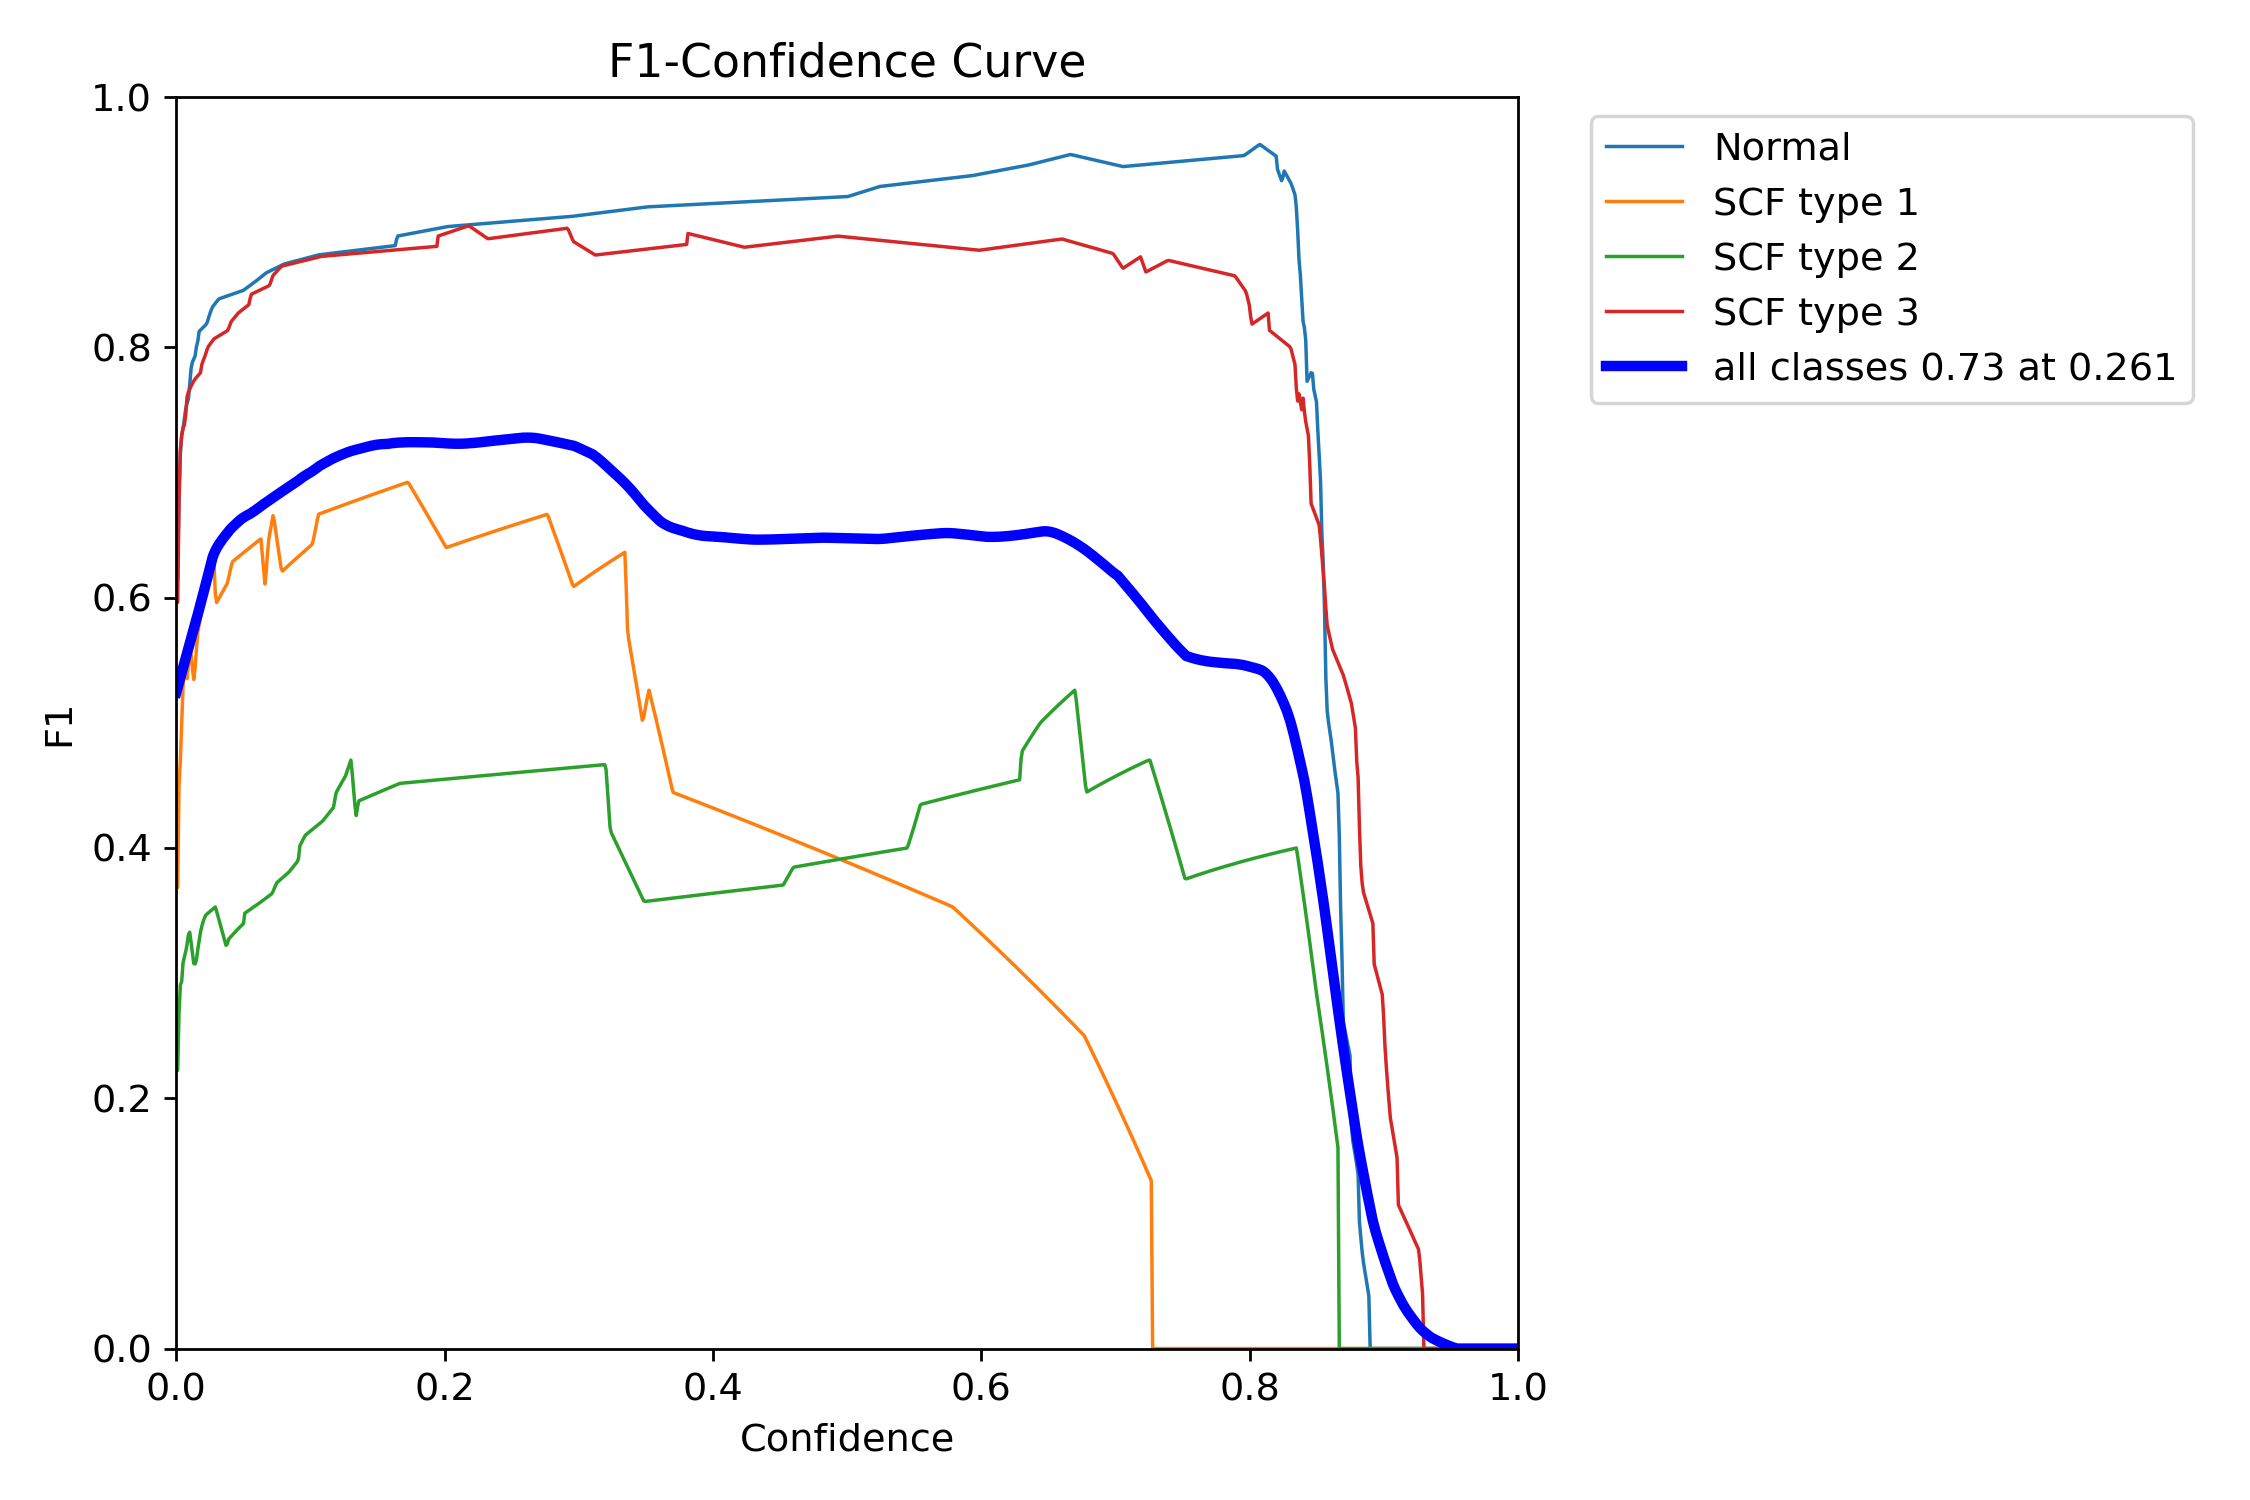 F1-Confidence Curve
1.0
0.8
0.6
0.4
0.2
0.0
F1
0.0 0.2 0.4 0.6 0.8 1.0
Confidence
Normal
SCF type 1
SCF type 2
SCF type 3
all classes 0.73 at 0.261